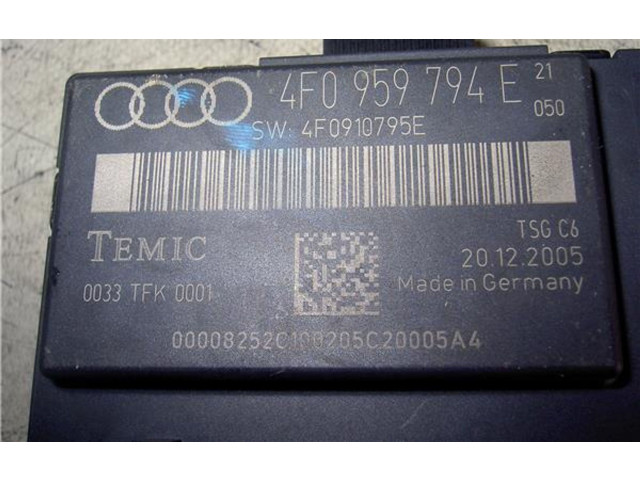 4F0 959 794 E 21
050
SW: 4F0910795E
TEMIC
TSG C6
20.12.2005
0033 TFK 0001
Made in Germany
00008252C100205C20005A4